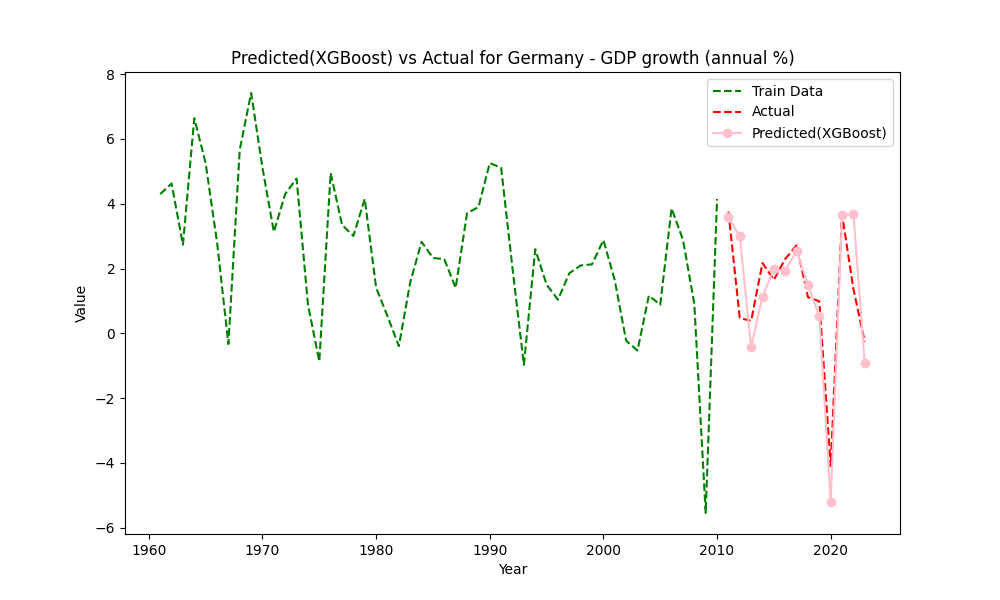 Predicted(XGBoost) vs Actual for Germany - GDP growth (annual %)
Train Data
Actual
Predicted(XGBoost)
Value
8
6
4
2
0
−2
−4
−6
1960 1970 1980 1990 2000 2010 2020
Year